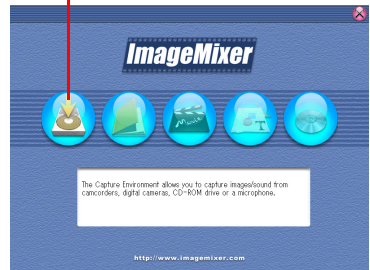 ImageMixer
Movie
T
The Capture Environment allows you to capture images/sound from
camcorders, digital cameras, CD-ROM drive or a microphone.
http://www.imagemixer.com